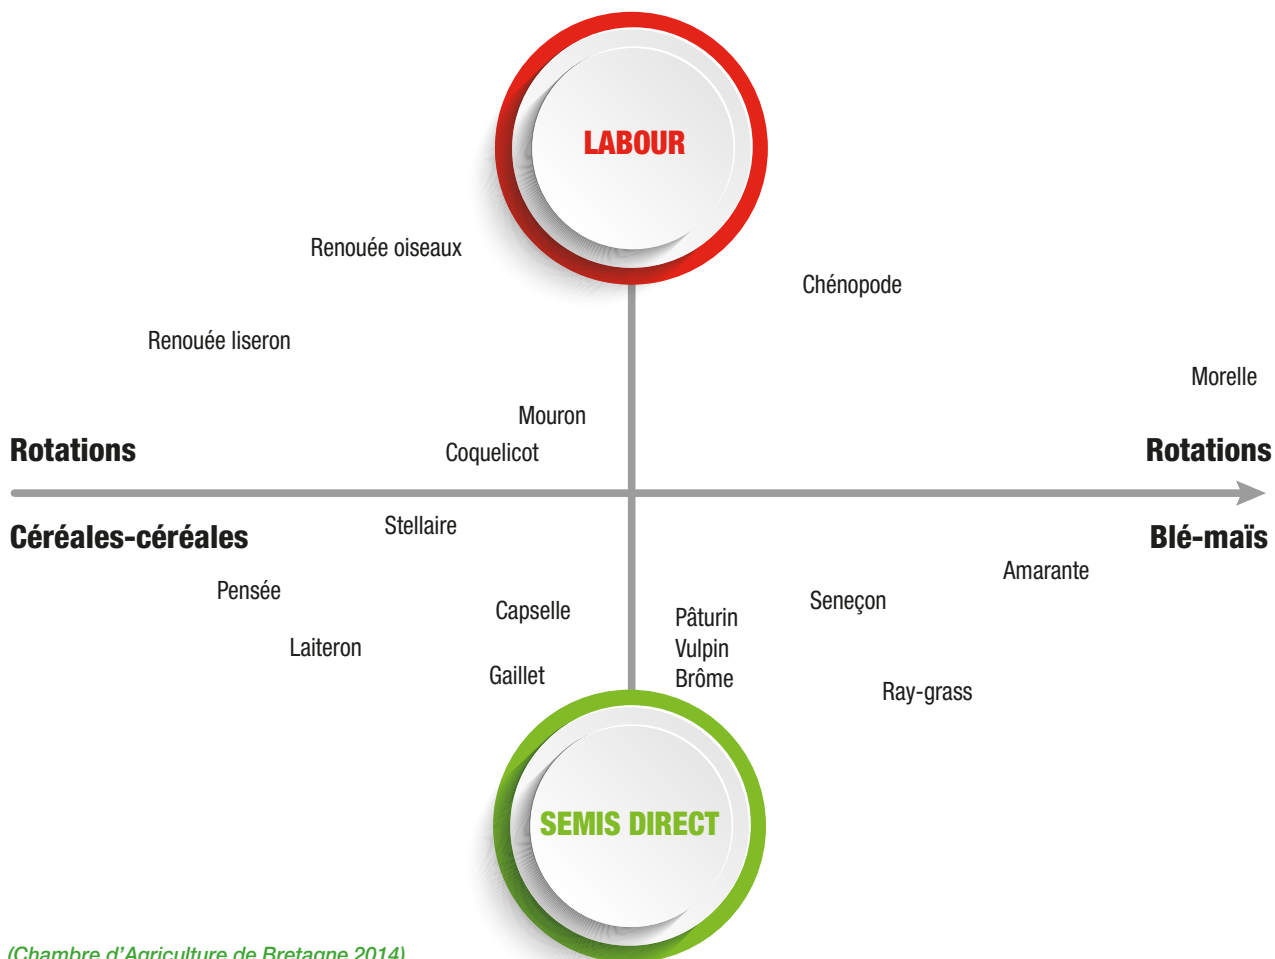 LABOUR
Renouée oiseaux
Chénopode
Renouée liseron
Morelle
Mouron
Coquelicot
Rotations
Rotations
Céréales-céréales
Stellaire
Blé-maïs
Amarante
Pensée
Seneçon
Capselle
Pâturin
Vulpin
Brôme
Laiteron
Gaillet
Ray-grass
SEMIS DIRECT
(Chambre d'Agriculture de Bretagne 2014)